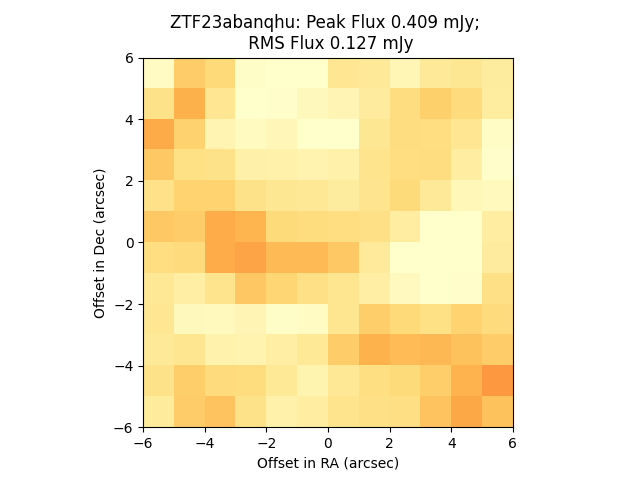 ZTF23abanqhu: Peak Flux 0.409 mJy;
RMS Flux 0.127 mJy
6
4
2
0
−2
−4
−6
Offset in Dec (arcsec)
−6 −4 −2 0 2 4 6
Offset in RA (arcsec)